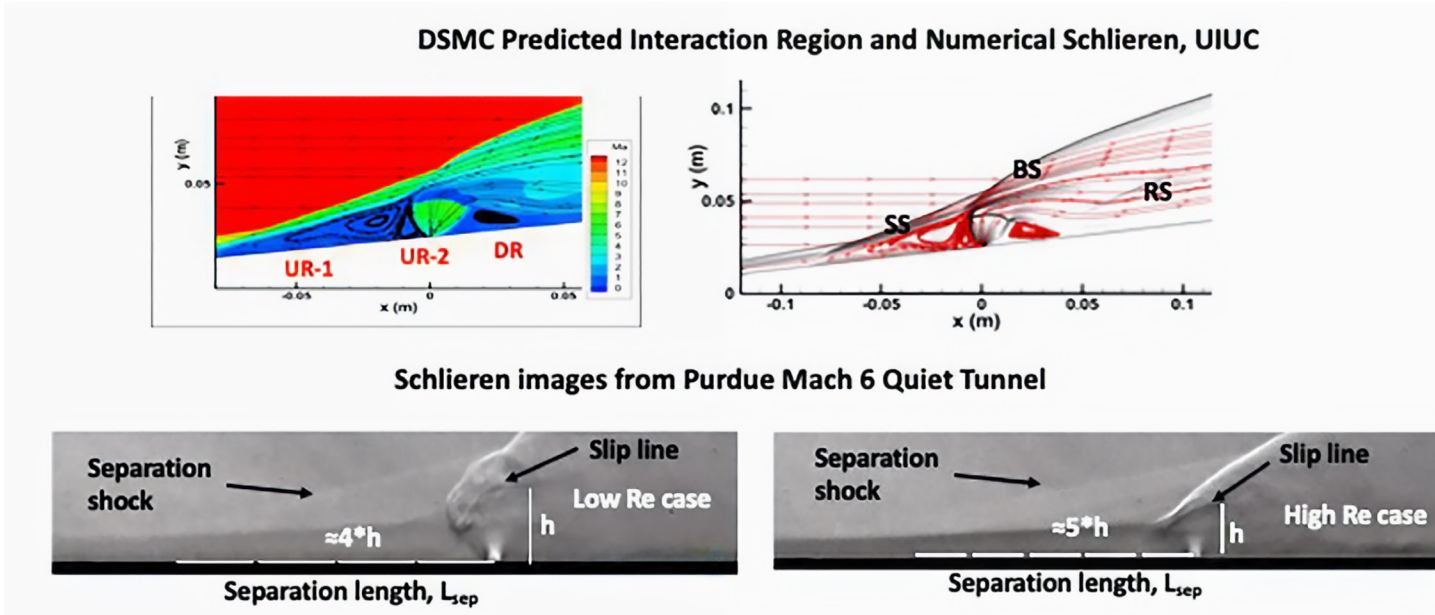 DSMC Predicted Interaction Region and Numerical Schlieren, UIUC
y (m)
0.05
Ma
12
11
10
9
8
7
6
5
4
3
2
1
0
UR-1
UR-2
DR
-0.05
0
0.05
x (m)
0.1
y (m)
0.05
0
BS
RS
SS
-0.1
-0.05
0
0.05
0.1
x (m)
Schlieren images from Purdue Mach 6 Quiet Tunnel
Separation
shock
Slip line
Low Re case
h
≈4*h
Separation length, Lsep
Separation
shock
Slip line
High Re case
h
≈5*h
Separation length, Lsep